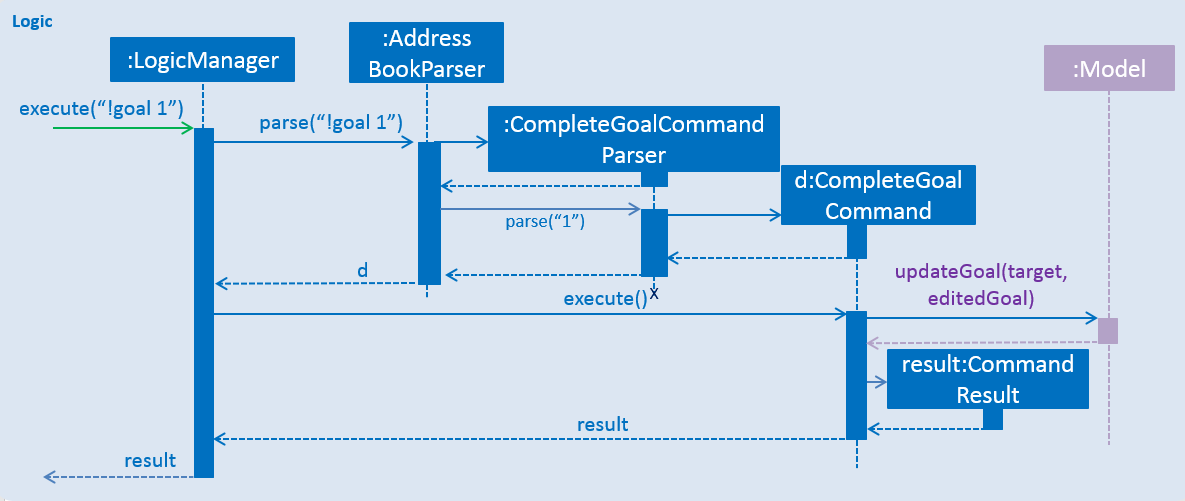 Logic
:LogicManager
:Address
BookParser
:Model
execute(“!goal 1”)
parse(“!goal 1”)
:CompleteGoalCommand
Parser
d:CompleteGoal
Command
parse(“1”)
d
updateGoal(target,
editedGoal)
execute()
x
result:Command
Result
result
result